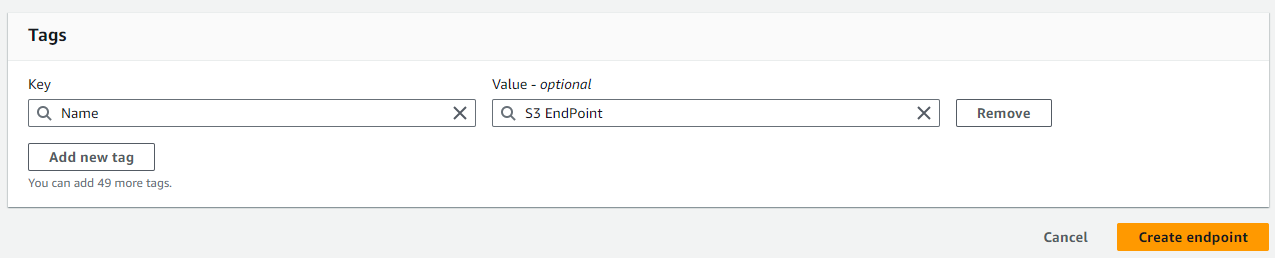 Tags
Key
Value - optional
Name
S3 EndPoint
Remove
Add new tag
You can add 49 more tags.
Cancel
Create endpoint